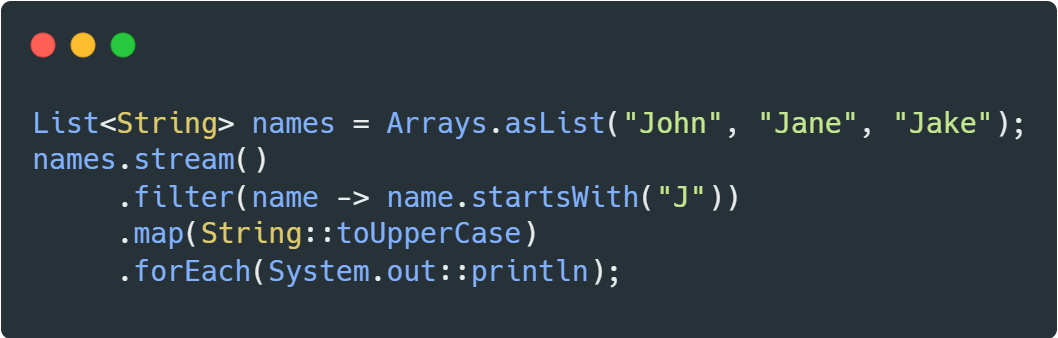 List<String> names = Arrays.asList("John", "Jane", "Jake");
names.stream()
     .filter(name -> name.startsWith("J"))
     .map(String::toUpperCase)
     .forEach(System.out::println);